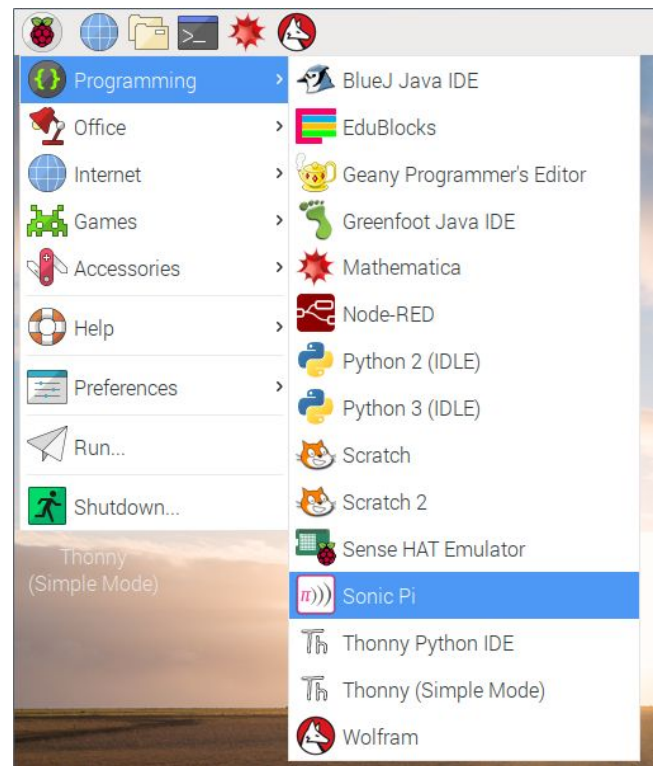 Programming
Office
Internet
Games
Accessories
Help
Preferences
Run...
Shutdown...
Thonny
(Simple Mode)
BlueJ Java IDE
EduBlocks
Geany Programmer's Editor
Greenfoot Java IDE
Mathematica
Node-RED
Python 2 (IDLE)
Python 3 (IDLE)
Scratch
Scratch 2
Sense HAT Emulator
π)))
Sonic Pi
Th Thonny Python IDE
Th Thonny (Simple Mode)
Wolfram